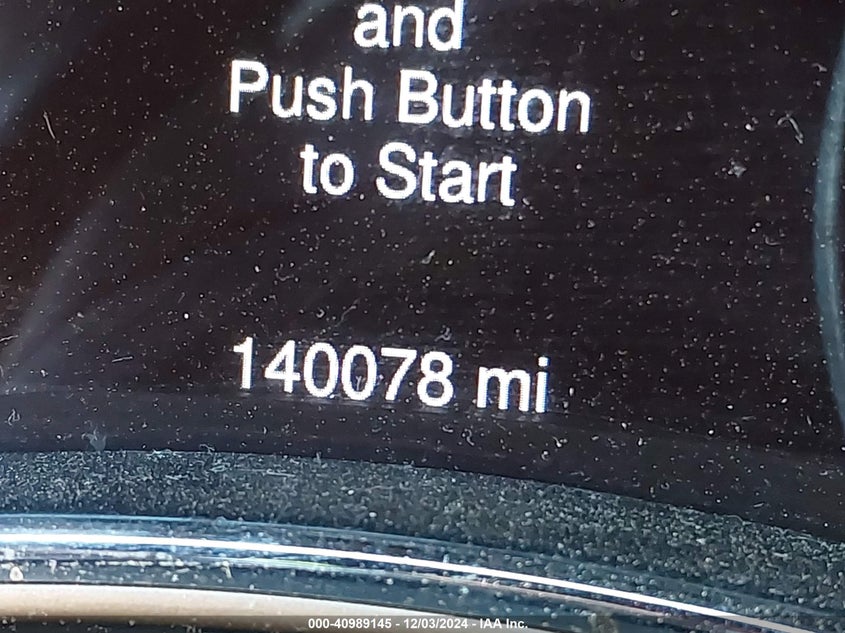 and
Push Button
to Start
140078 mi
000-40989145 - 12/03/2024 - IAA Inc.